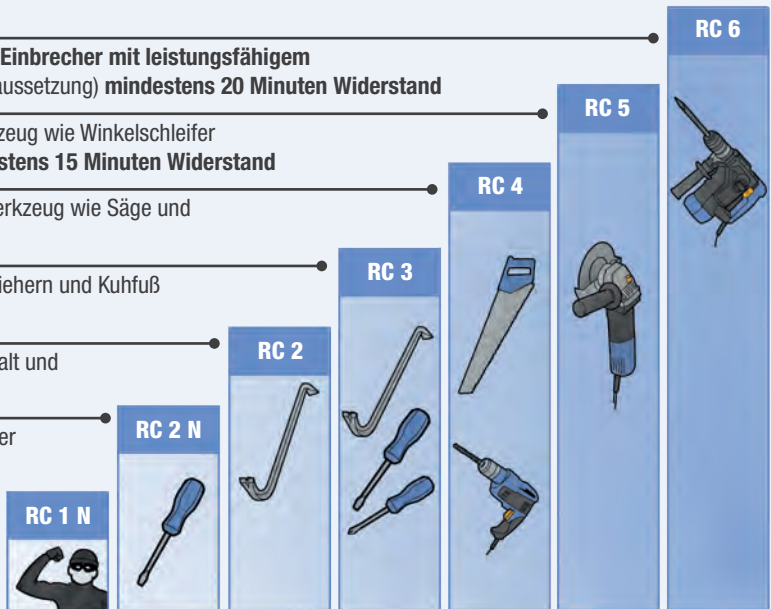 RC 6
Einbrecher mit leistungsfähigem
aussetzung) mindestens 20 Minuten Widerstand
RC 5
zeug wie Winkelschleifer
stens 15 Minuten Widerstand
RC 4
erkzeug wie Säge und
RC 3
iehern und Kuhfuß
RC 2
alt und
RC 2 N
er
RC 1 N